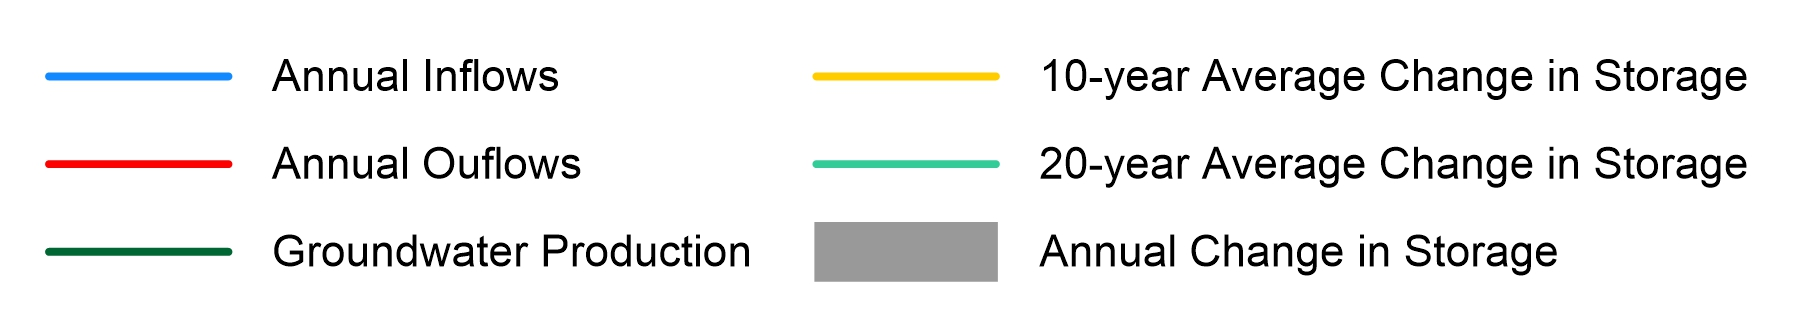 Annual Inflows
Annual Ouflows
Groundwater Production
10-year Average Change in Storage
20-year Average Change in Storage
Annual Change in Storage